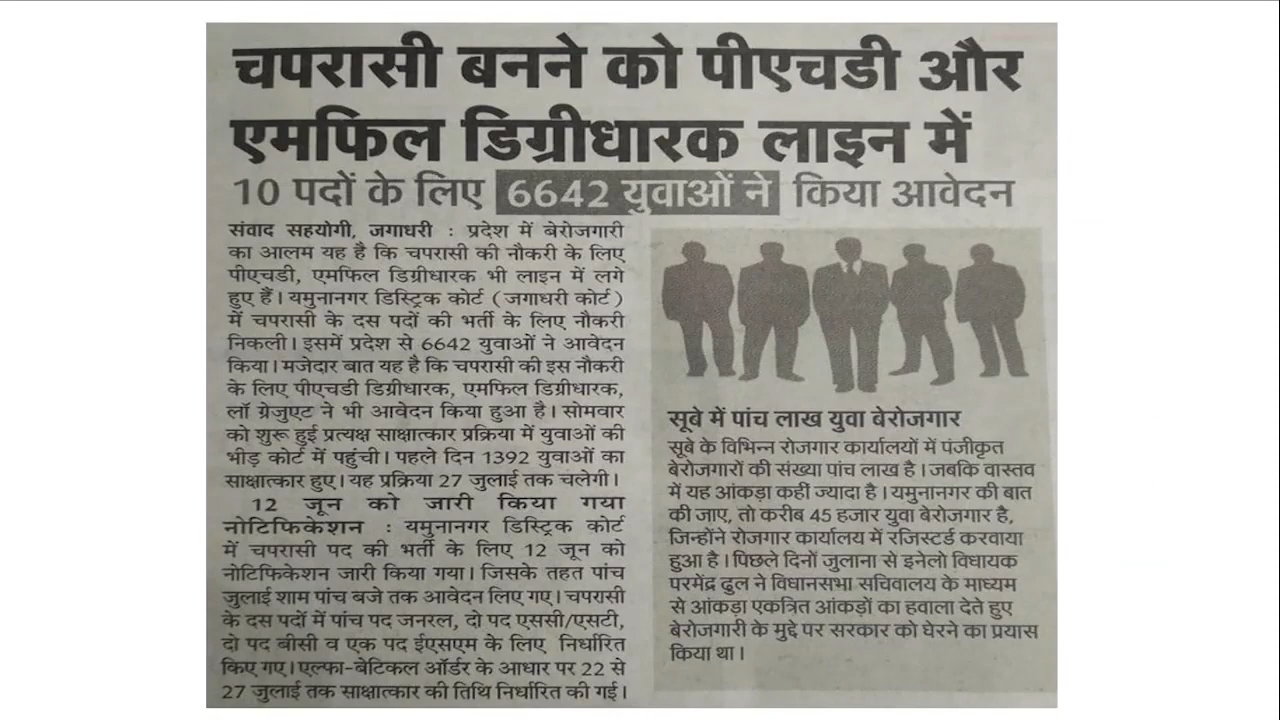 चपरासी बनने को पीएचडी और
एमफिल डिग्रीधारक लाइन में
10 पदों के लिए 6642 युवाओं ने किया आवेदन
संवाद सहयोगी, जगाधरी : प्रदेश में बेरोजगारी
का आलम यह है कि चपरासी की नौकरी के लिए
पीएचडी, एमफिल डिग्रीधारक भी लाइन में लगे
हुए हैं। यमुनानगर डिस्ट्रिक कोर्ट (जगाधरी कोर्ट)
में चपरासी के दस पदों की भर्ती के लिए नौकरी
निकली। इसमें प्रदेश से 6642 युवाओं ने आवेदन
किया। मजेदार बात यह है कि चपरासी की इस नौकरी
के लिए पीएचडी डिग्रीधारक, एमफिल डिग्रीधारक,
लॉ ग्रेजुएट ने भी आवेदन किया हुआ है। सोमवार
को शुरू हुई प्रत्यक्ष साक्षात्कार प्रक्रिया में युवाओं की
भीड़ कोर्ट में पहुंची। पहले दिन 1392 युवाओं का
साक्षात्कार हुए। यह प्रक्रिया 27 जुलाई तक चलेगी।
12 जून को जारी किया गया
नोटिफिकेशन : यमुनानगर डिस्ट्रिक कोर्ट
में चपरासी पद की भर्ती के लिए 12 जून को
नोटिफिकेशन जारी किया गया। जिसके तहत पांच
जुलाई शाम पांच बजे तक आवेदन लिए गए। चपरासी
के दस पदों में पांच पद जनरल, दो पद एससी/एसटी,
दो पद बीसी व एक पद ईएसएम के लिए निर्धारित
किए गए। एल्फा-बेटिकल ऑर्डर के आधार पर 22 से
27 जुलाई तक साक्षात्कार की तिथि निर्धारित की गई।
सूबे में पांच लाख युवा बेरोजगार
सूबे के विभिन्न रोजगार कार्यालयों में पंजीकृत
बेरोजगारों की संख्या पांच लाख है। जबकि वास्तव
में यह आंकड़ा कहीं ज्यादा है। यमुनानगर की बात
की जाए, तो करीब 45 हजार युवा बेरोजगार है,
जिन्होंने रोजगार कार्यालय में रजिस्टर्ड करवाया
हुआ है। पिछले दिनों जुलाना से इनेलो विधायक
परमेंद्र ढुल ने विधानसभा सचिवालय के माध्यम
से आंकड़ा एकत्रित आंकड़ों का हवाला देते हुए
बेरोजगारी के मुद्दे पर सरकार को घेरने का प्रयास
किया था।